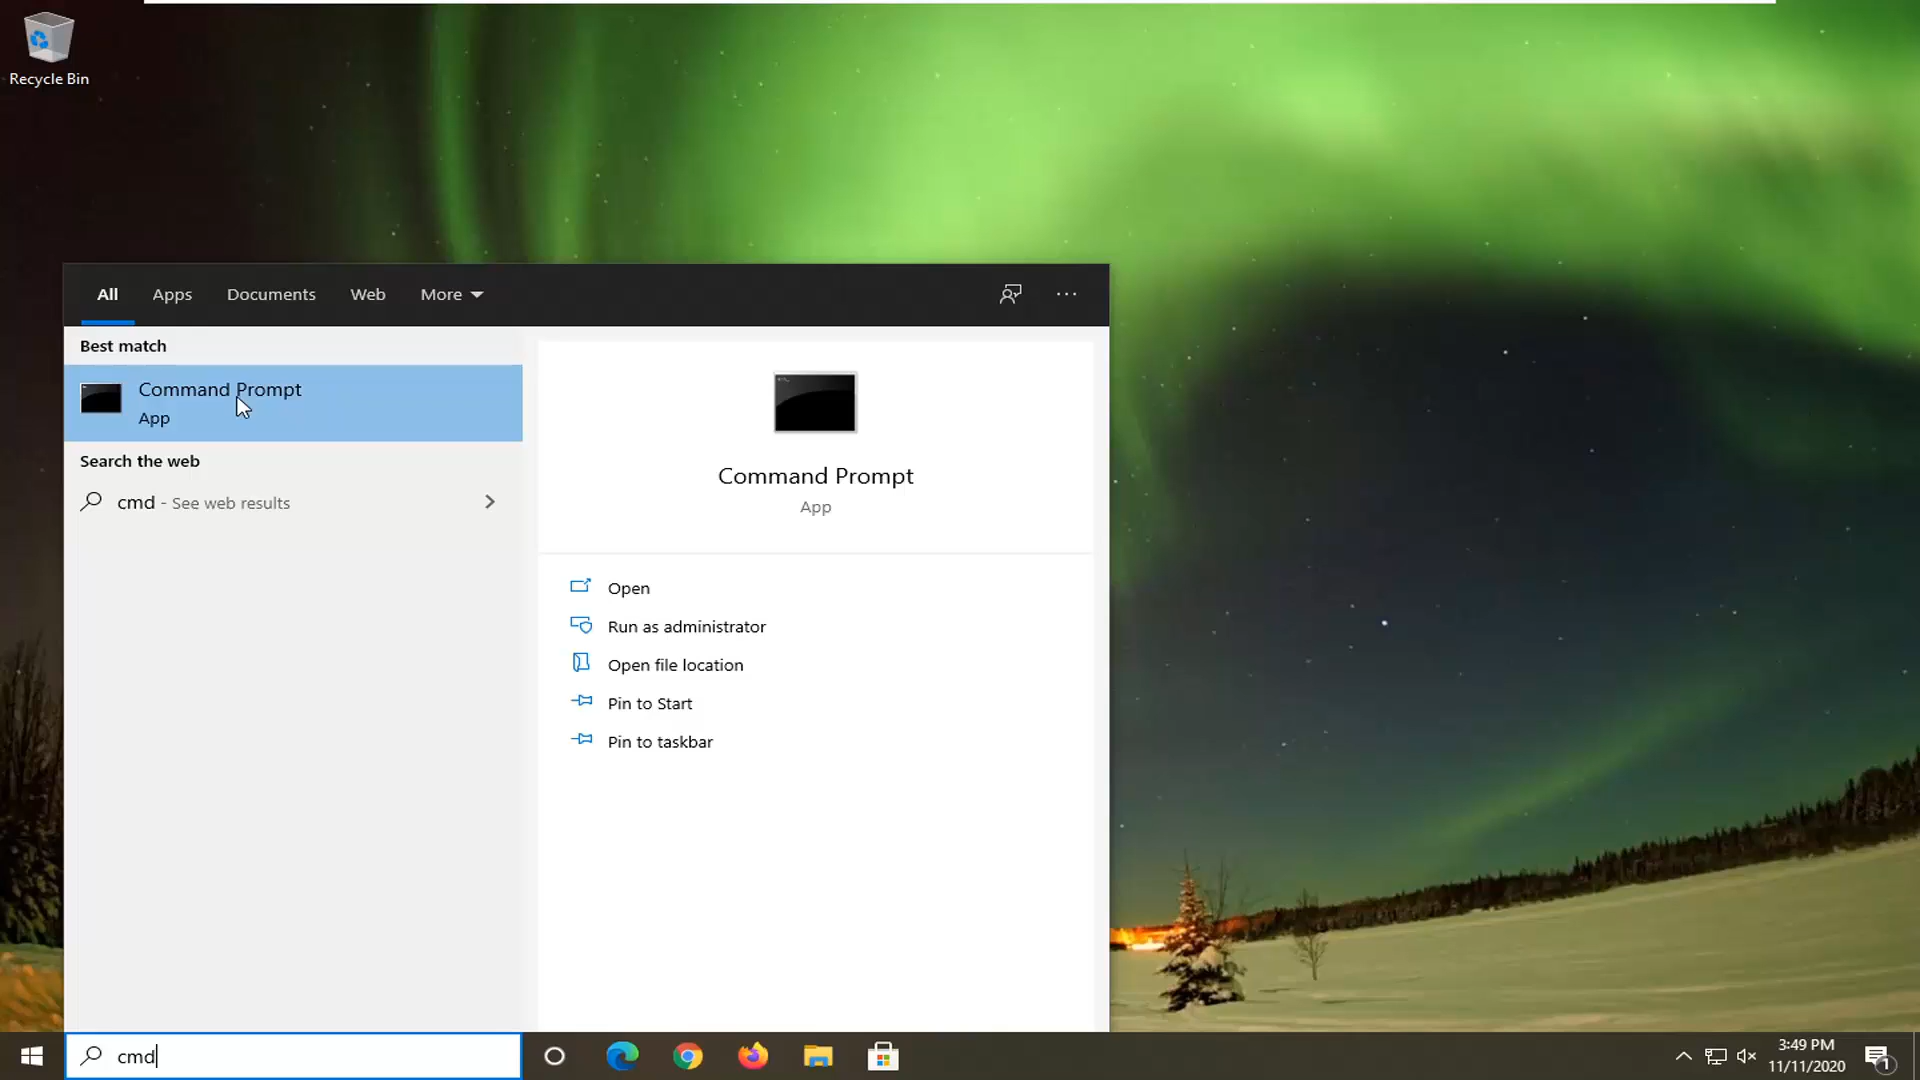 Recycle Bin
All Apps Documents Web More
Best match
Command Prompt
App
Search the web
cmd - See web results
Command Prompt
App
Open
Run as administrator
Open file location
Pin to Start
Pin to taskbar
cmd
3:49 PM
11/11/2020
1